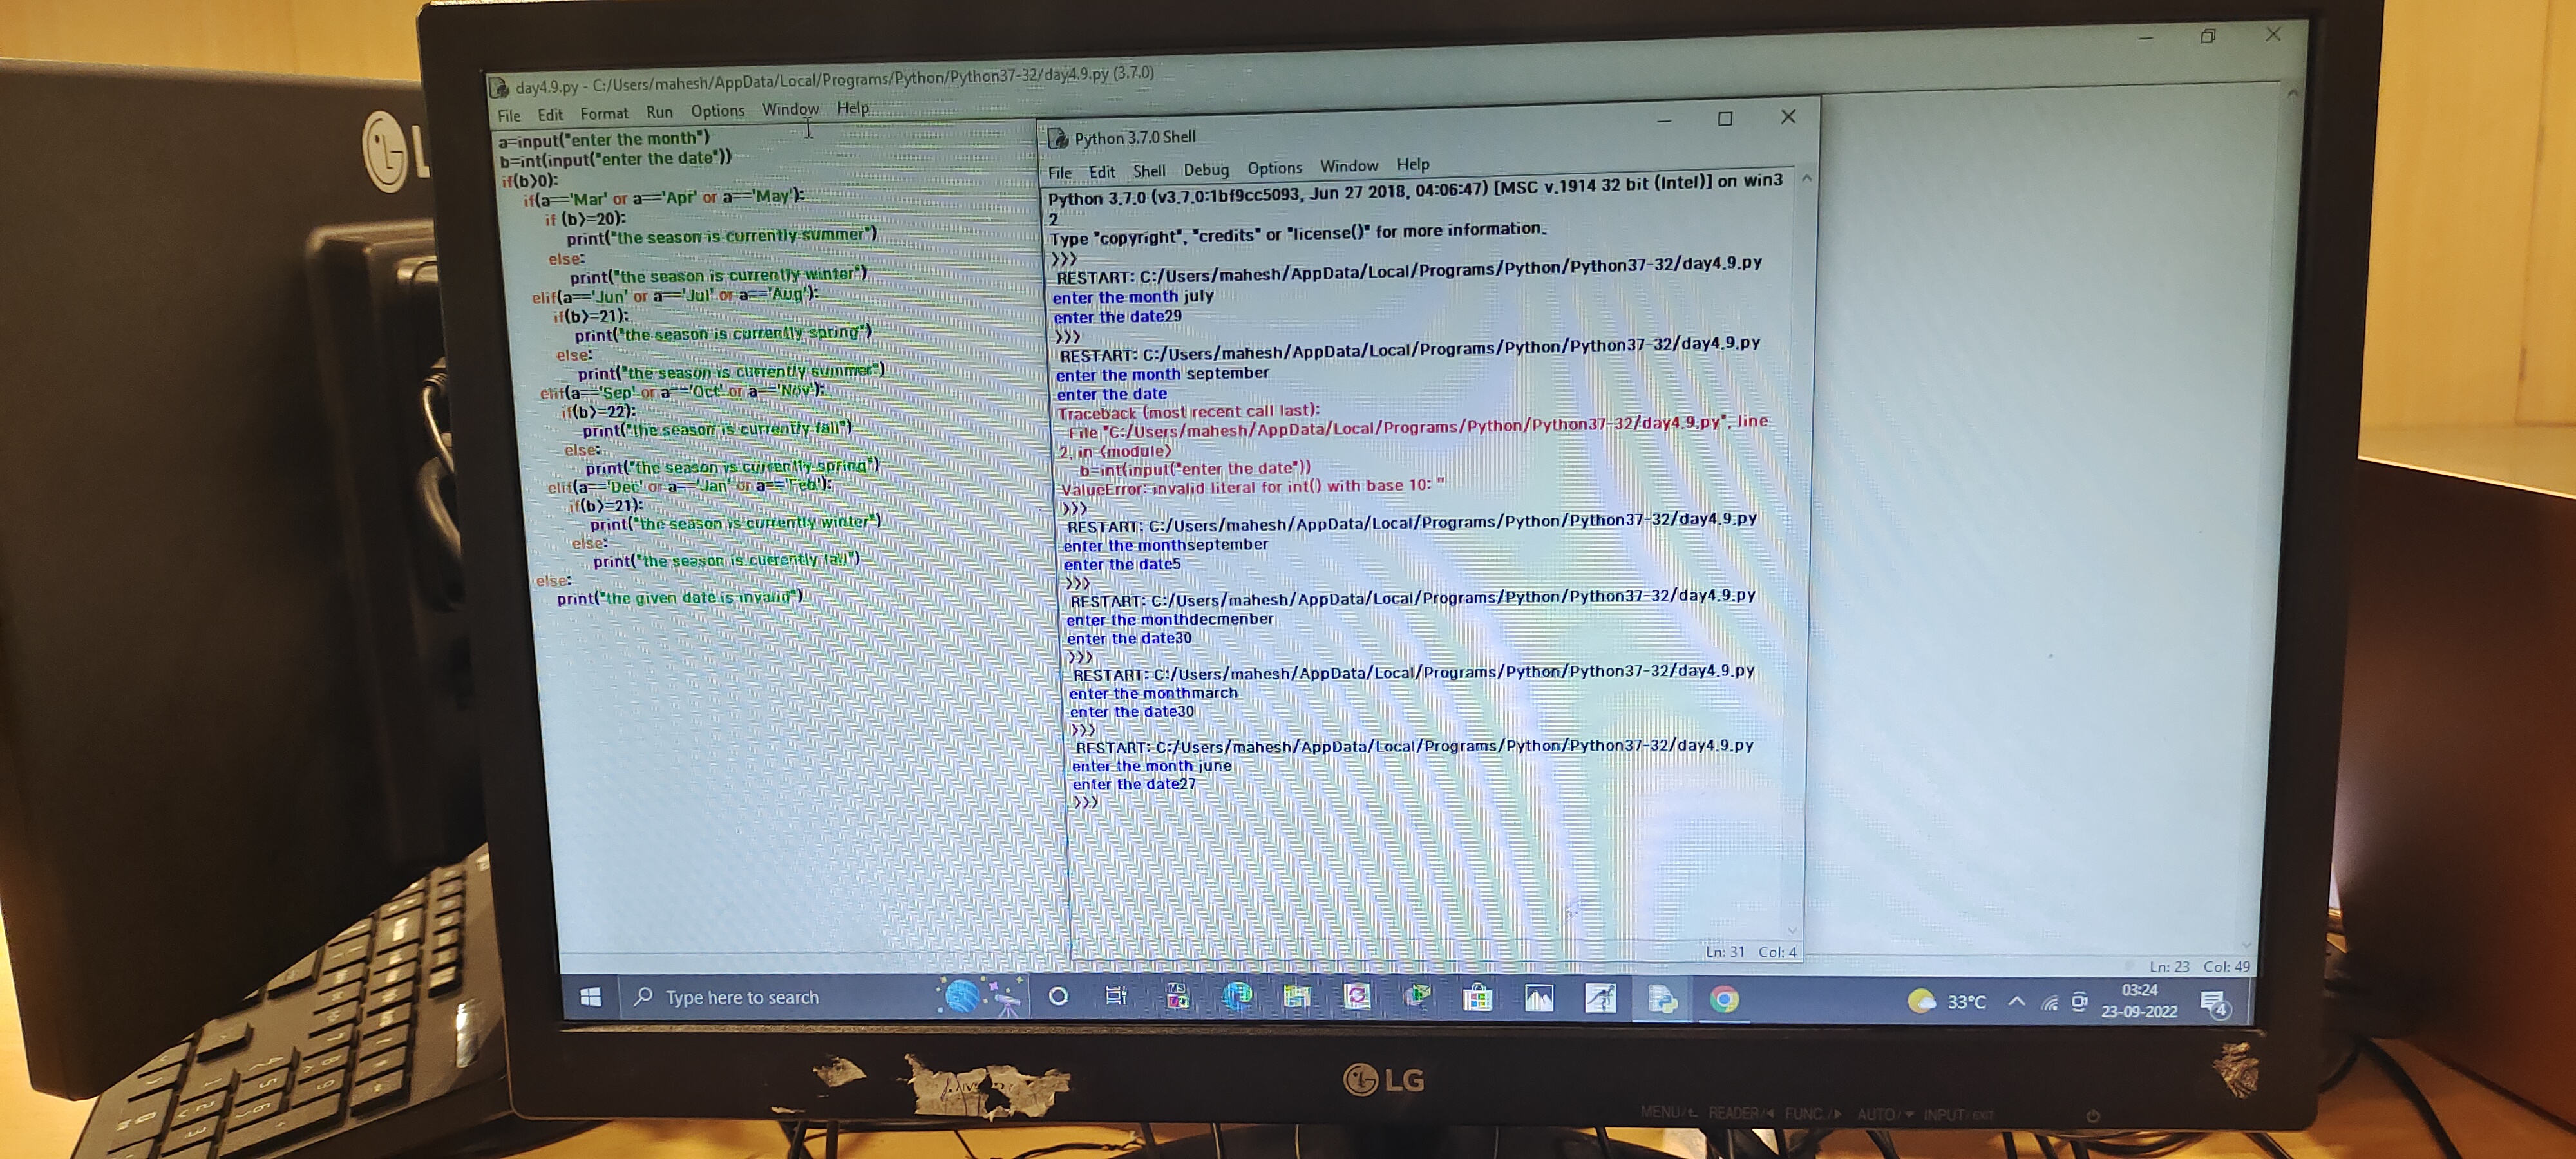 day4.9.py - C:/Users/mahesh/AppData/Local/Programs/Python/Python37-32/day4.9.py (3.7.0)
File Edit Format Run Options Window Help
a=input("enter the month")
b=int(input("enter the date"))
if(b>0):
if(a=='Mar' or a=='Apr' or a=='May'):
if (b)>=20):
print("the season is currently summer")
else:
print("the season is currently winter")
elif(a=='Jun' or a=='Jul' or a=='Aug'):
if(b>=21):
print("the season is currently spring")
else:
print("the season is currently summer")
elif(a=='Sep' or a=='Oct' or a=='Nov'):
if(b>=22):
print("the season is currently fall")
else:
print("the season is currently spring")
elif(a=='Dec' or a=='Jan' or a=='Feb'):
if(b>=21):
print("the season is currently winter")
else:
print("the season is currently fall")
else:
print("the given date is invalid")
Python 3.7.0 Shell
File Edit Shell Debug Options Window Help
Python 3.7.0 (v3.7.0:1bf9cc5093, Jun 27 2018, 04:06:47) [MSC v.1914 32 bit (Intel)] on win3
2
Type "copyright", "credits" or "license()" for more information.
>>>
RESTART: C:/Users/mahesh/AppData/Local/Programs/Python/Python37-32/day4.9.py
enter the month july
enter the date29
>>>
RESTART: C:/Users/mahesh/AppData/Local/Programs/Python/Python37-32/day4.9.py
enter the month september
enter the date
Traceback (most recent call last):
File "C:/Users/mahesh/AppData/Local/Programs/Python/Python37-32/day4.9.py", line
2, in <module>
b=int(input("enter the date"))
ValueError: invalid literal for int() with base 10: ''
>>>
RESTART: C:/Users/mahesh/AppData/Local/Programs/Python/Python37-32/day4.9.py
enter the monthseptember
enter the date5
>>>
RESTART: C:/Users/mahesh/AppData/Local/Programs/Python/Python37-32/day4.9.py
enter the monthdecmenber
enter the date30
>>>
RESTART: C:/Users/mahesh/AppData/Local/Programs/Python/Python37-32/day4.9.py
enter the monthmarch
enter the date30
>>>
RESTART: C:/Users/mahesh/AppData/Local/Programs/Python/Python37-32/day4.9.py
enter the month june
enter the date27
>>>
Ln: 31 Col: 4
Ln: 23 Col: 49
Type here to search
33°C
03:24
23-09-2022
4
LG
MENU READER FUNC. AUTO INPUT/EXIT